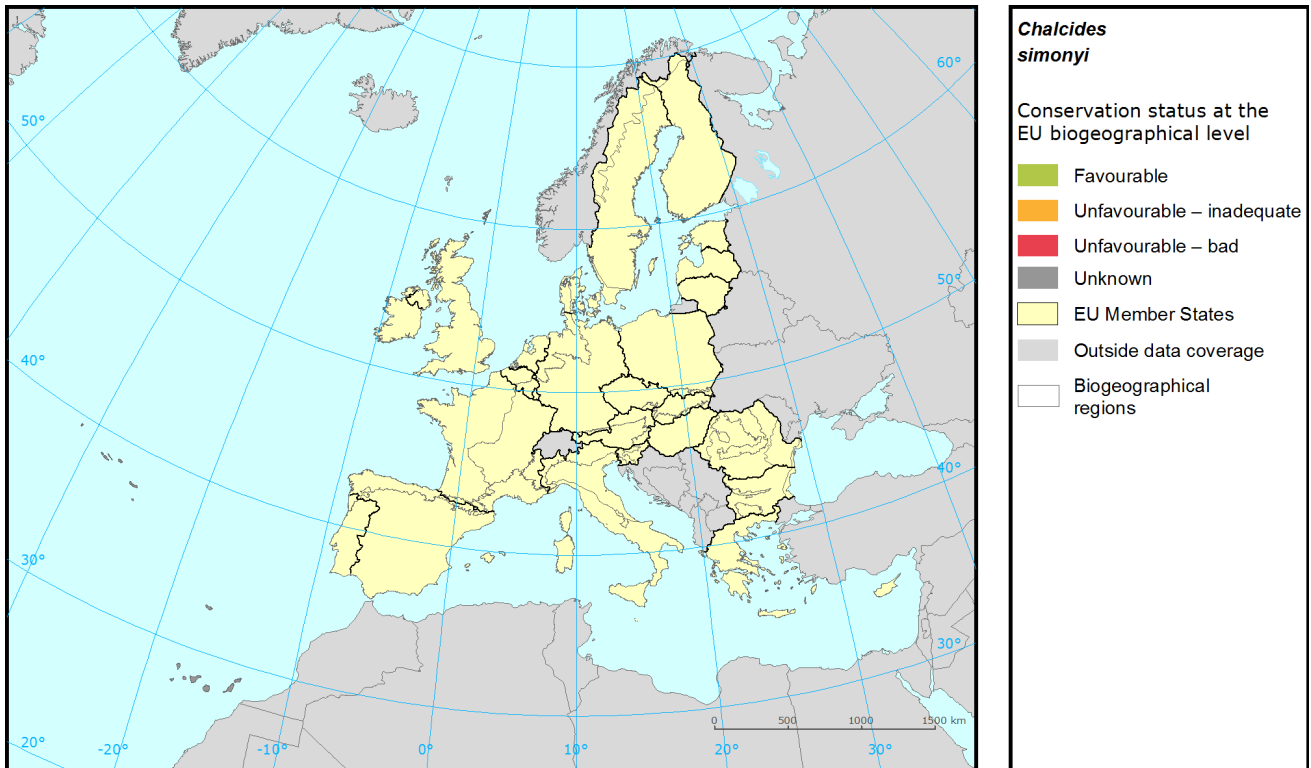 Chalcides
simonyi
Conservation status at the
EU biogeographical level
Favourable
Unfavourable – inadequate
Unfavourable – bad
Unknown
EU Member States
Outside data coverage
Biogeographical
regions
60°
50°
50°
40°
40°
30°
30°
20°
-20°
-10°
0°
10°
20°
30°
0 500 1000 1500 km